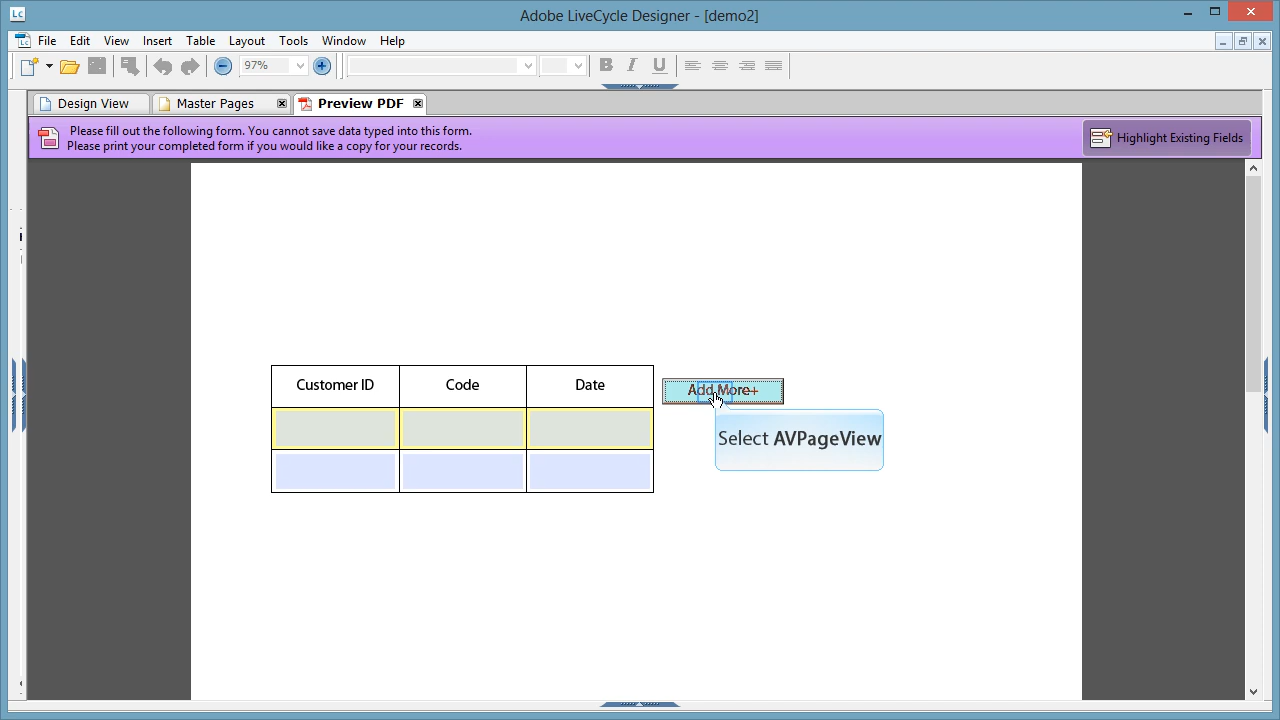 Lc
Adobe LiveCycle Designer - [demo2]
Lc
File Edit View Insert Table Layout Tools Window Help
97%
B I U
Design View Master Pages Preview PDF
Please fill out the following form. You cannot save data typed into this form.
Please print your completed form if you would like a copy for your records.
Highlight Existing Fields
Customer ID Code Date
Add More+
Select AVPageView